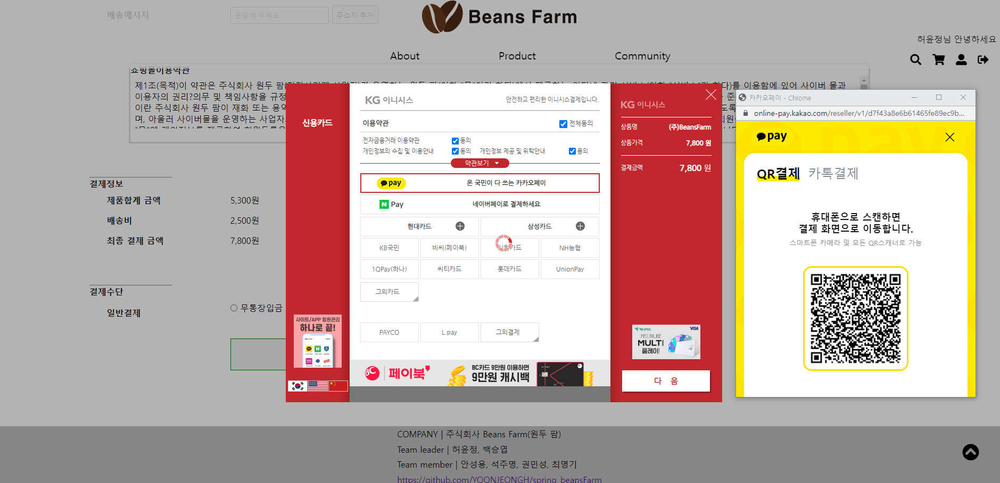 배송메시지
문앞에 두세요
주소지 추가
Beans Farm
허윤정님 안녕하세요
About
Product
Community
쇼핑몰이용약관
제1조(목적)이 약관은 주식회사 원두 팜(
를 이용함에 있어 사이버 몰과
이용자의 권리?의무 및 책임사항을 규정
이란 주식회사 원두 팜이 재화 또는 용역
며, 아울러 사이버몰을 운영하는 사업자
결제정보
제품합계 금액
5,300원
배송비
2,500원
최종 결제 금액
7,800원
결제수단
일반결제
무통장입금
신용카드
사이트/APP 회원관리
하나로 끝!
KG 이니시스
안전하고 편리한 이니시스결제입니다.
이용약관
전체동의
전자금융거래 이용약관
동의
개인정보의 수집 및 이용안내
동의
개인정보 제공 및 위탁안내
동의
약관보기
pay
온 국민이 다 쓰는 카카오페이
N Pay
네이버페이로 결제하세요
현대카드
삼성카드
KB국민
비씨(페이북)
카드
NH농협
1QPay(하나)
씨티카드
롯데카드
UnionPay
그외카드
PAYCO
L.pay
그외결제
BC
페이북
BC카드 9만원 이용하면
9만원 캐시백
KG 이니시스
상품명
(주)BeansFarm
상품가격
7,800 원
결제금액
7,800 원
하나카드
VISA
카드 하나로
MULTI
플레이!
다 음
카카오페이 - Chrome
online-pay.kakao.com/reseller/v1/d7f43a8e6b61465fe89ec9b...
pay
QR결제
카톡결제
휴대폰으로 스캔하면
결제 화면으로 이동합니다.
스마트폰 카메라 및 모든 QR스캐너로 가능
COMPANY | 주식회사 Beans Farm(원두 팜)
Team leader | 허윤정, 백승엽
Team member | 안성용, 석주명, 권민성, 최명기
https://github.com/YOONJEONGH/spring_beansFarm